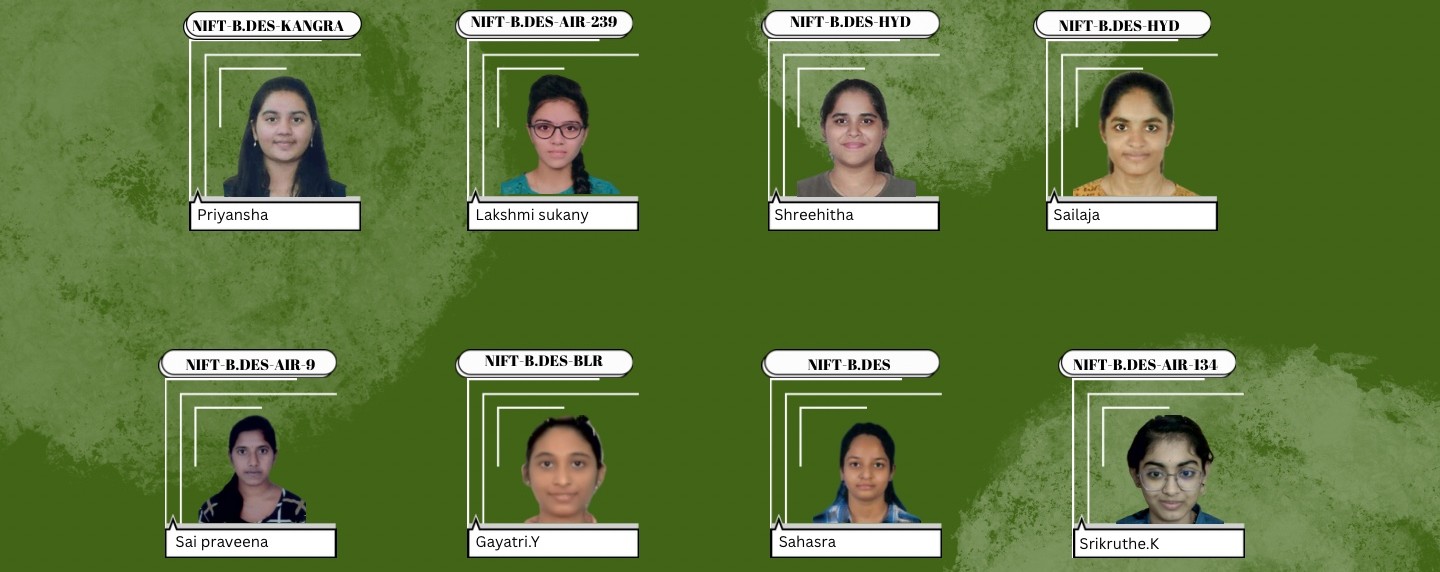 NIFT-B.DES-KANGRA
NIFT-B.DES-AIR-239
NIFT-B.DES-HYD
NIFT-B.DES-HYD
Priyansha
Lakshmi sukany
Shreehitha
Sailaja
NIFT-B.DES-AIR-9
NIFT-B.DES-BLR
NIFT-B.DES
NIFT-B.DES-AIR-134
Sai praveena
Gayatri.Y
Sahasra
Srikruthe.K